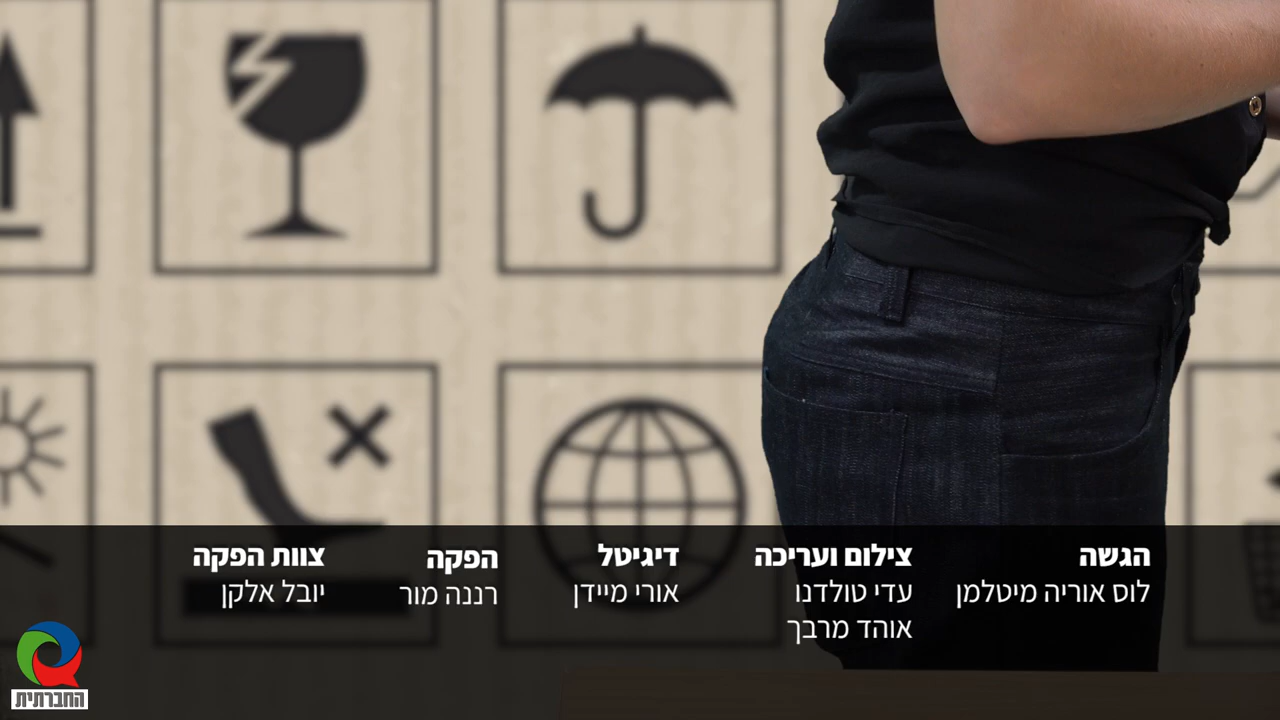 הגשה
לוס אוריה מיטלמן
צילום ועריכה
עדי טולדנו
אוהד מרבך
דיגיטל
אורי מיידן
הפקה
רננה מור
צוות הפקה
יובל אלקן
החברתית